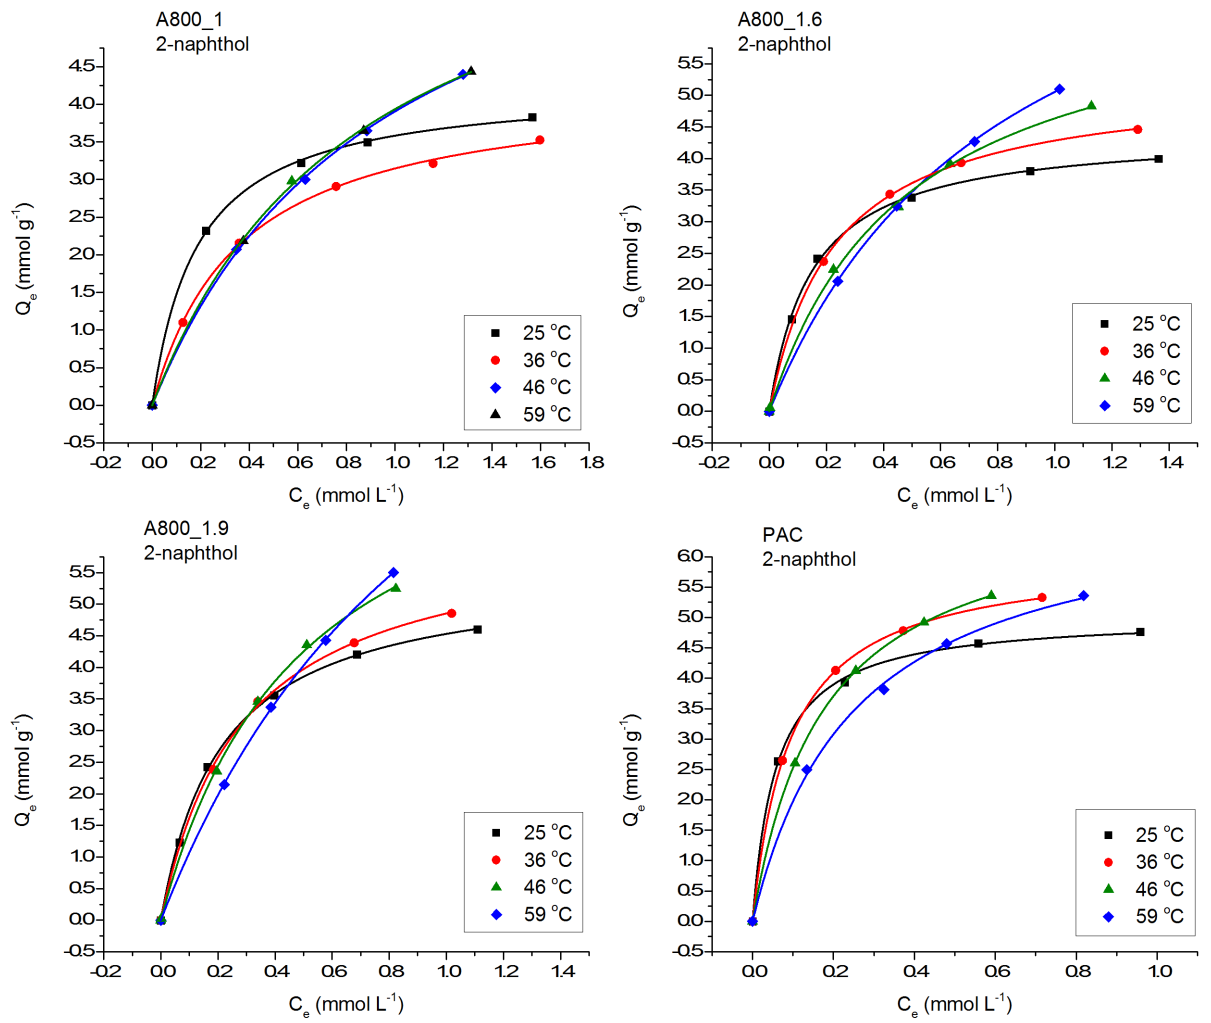 A800_1
2-naphthol
4.5
4.0
3.5
3.0
2.5
2.0
1.5
1.0
0.5
0.0
-0.5
Qe (mmol g-1)
25 °C
36 °C
46 °C
59 °C
-0.2 0.0 0.2 0.4 0.6 0.8 1.0 1.2 1.4 1.6 1.8
Ce (mmol L-1)
A800_1.6
2-naphthol
5.5
5.0
4.5
4.0
3.5
3.0
2.5
2.0
1.5
1.0
0.5
0.0
-0.5
Qe (mmol g-1)
25 °C
36 °C
46 °C
59 °C
-0.2 0.0 0.2 0.4 0.6 0.8 1.0 1.2 1.4
Ce (mmol L-1)
A800_1.9
2-naphthol
5.5
5.0
4.5
4.0
3.5
3.0
2.5
2.0
1.5
1.0
0.5
0.0
-0.5
Qe (mmol g-1)
25 °C
36 °C
46 °C
59 °C
-0.2 0.0 0.2 0.4 0.6 0.8 1.0 1.2 1.4
Ce (mmol L-1)
PAC
2-naphthol
6.0
5.5
5.0
4.5
4.0
3.5
3.0
2.5
2.0
1.5
1.0
0.5
0.0
-0.5
Qe (mmol g-1)
25 °C
36 °C
46 °C
59 °C
0.0 0.2 0.4 0.6 0.8 1.0
Ce (mmol L-1)